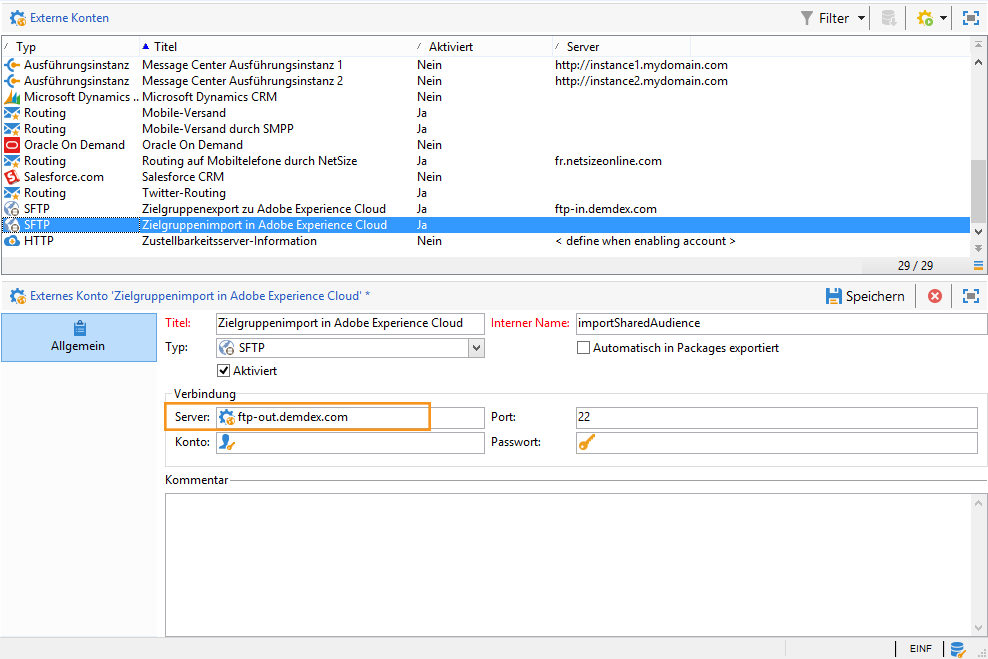 Externe Konten
Filter
Typ Titel Aktiviert Server
Ausführungsinstanz Message Center Ausführungsinstanz 1 Nein http://instance1.mydomain.com
Ausführungsinstanz Message Center Ausführungsinstanz 2 Nein http://instance2.mydomain.com
Microsoft Dynamics .. Microsoft Dynamics CRM Nein
Routing Mobile-Versand Ja
Routing Mobile-Versand durch SMPP Ja
Oracle On Demand Oracle On Demand Nein
Routing Routing auf Mobiltelefone durch NetSize Ja fr.netsizeonline.com
Salesforce.com Salesforce CRM Nein
Routing Twitter-Routing Ja
SFTP Zielgruppenexport zu Adobe Experience Cloud Ja ftp-in.demdex.com
SFTP Zielgruppenimport in Adobe Experience Cloud Ja
HTTP Zustellbarkeitsserver-Information Nein < define when enabling account >
29 / 29
Externes Konto 'Zielgruppenimport in Adobe Experience Cloud' *
Speichern
Allgemein
Titel: Zielgruppenimport in Adobe Experience Cloud Interner Name: importSharedAudience
Typ: SFTP Automatisch in Packages exportiert
Aktiviert
Verbindung
Server: ftp-out.demdex.com Port: 22
Konto: Passwort:
Kommentar
EINF